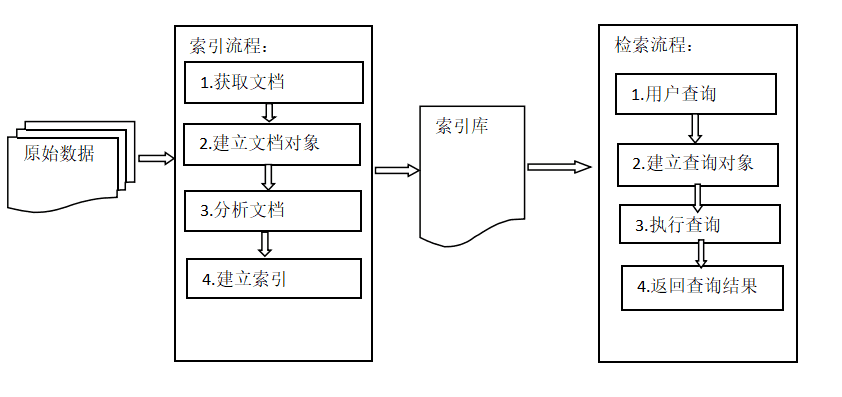 原始数据
索引流程：
1.获取文档
2.建立文档对象
3.分析文档
4.建立索引
索引库
检索流程：
1.用户查询
2.建立查询对象
3.执行查询
4.返回查询结果